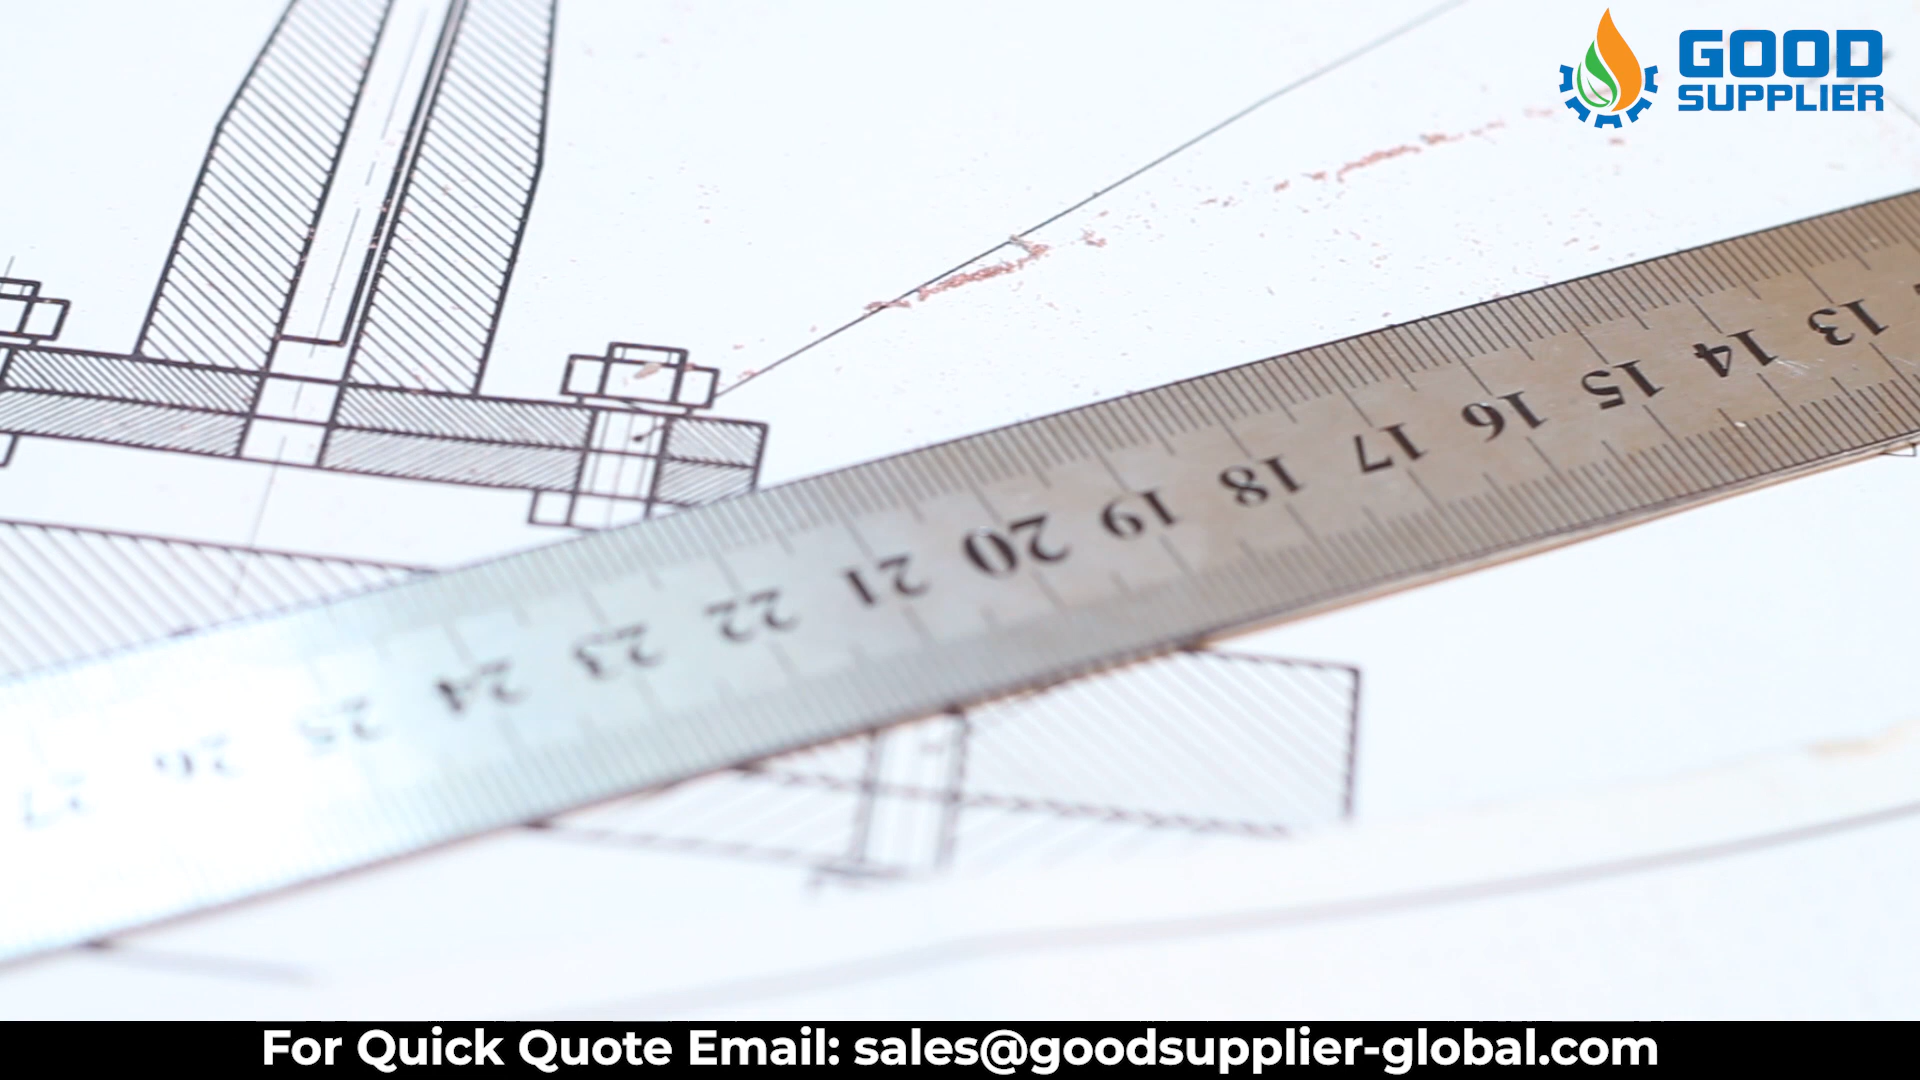 GOOD
SUPPLIER
13 14 15 16 17 18 19 20 21 22 23 24 25 26 27
For Quick Quote Email: sales@goodsupplier-global.com